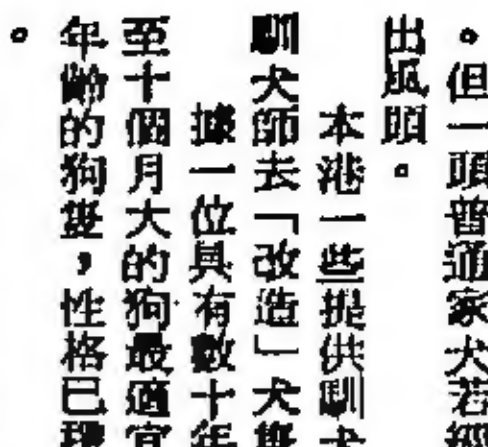 。但一頭普通家犬若經
出風頭。
本港一些提供馴犬
馴犬師去「改造」犬隻
據一位具有數十年
至十個月大的狗最適宜
年齡的狗隻，性格已
。